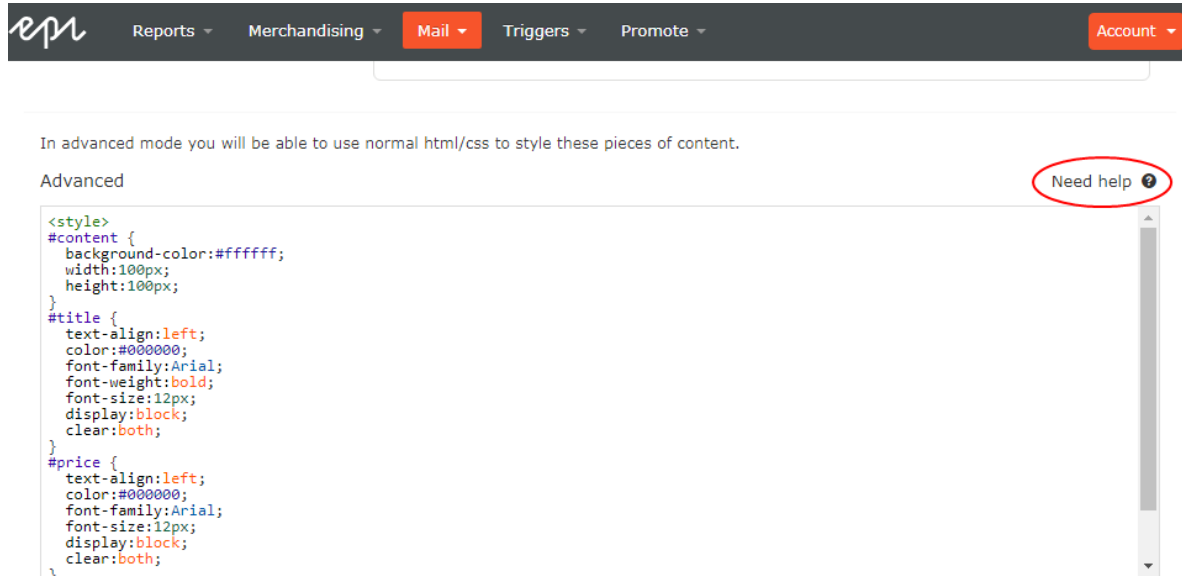 epi Reports Merchandising Mail Triggers Promote Account
In advanced mode you will be able to use normal html/css to style these pieces of content.
Advanced Need help ?
<style>
#content {
background-color:#ffffff;
width:100px;
height:100px;
}
#title {
text-align:left;
color:#000000;
font-family:Arial;
font-weight:bold;
font-size:12px;
display:block;
clear:both;
}
#price {
text-align:left;
color:#000000;
font-family:Arial;
font-size:12px;
display:block;
clear:both;
}